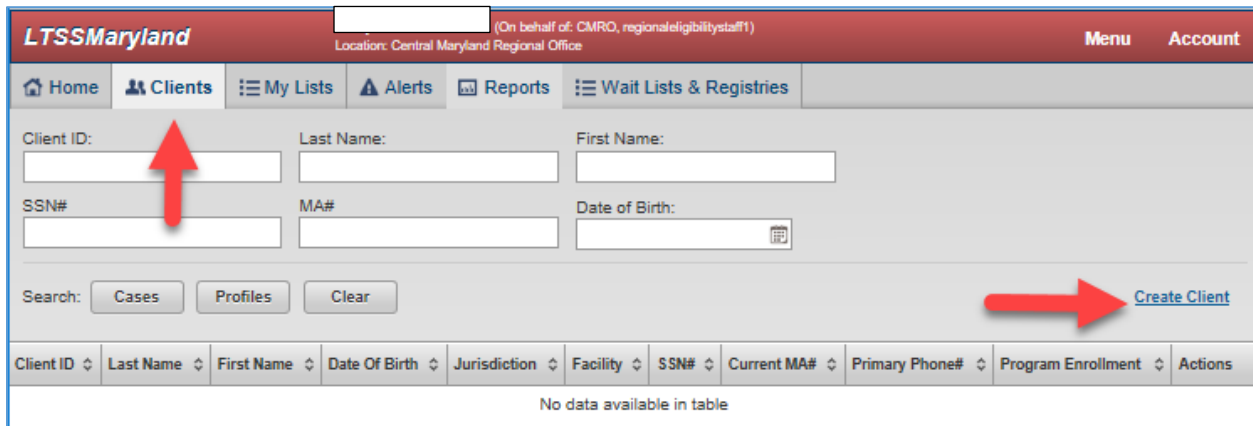 LTSSMaryland
(On behalf of: CMRO, regionaleligibilitystaff1)
Location: Central Maryland Regional Office
Menu Account
Home Clients My Lists Alerts Reports Wait Lists & Registries
Client ID: Last Name: First Name:
SSN# MA# Date of Birth:
Search: Cases Profiles Clear Create Client
Client ID Last Name First Name Date Of Birth Jurisdiction Facility SSN# Current MA# Primary Phone# Program Enrollment Actions
No data available in table